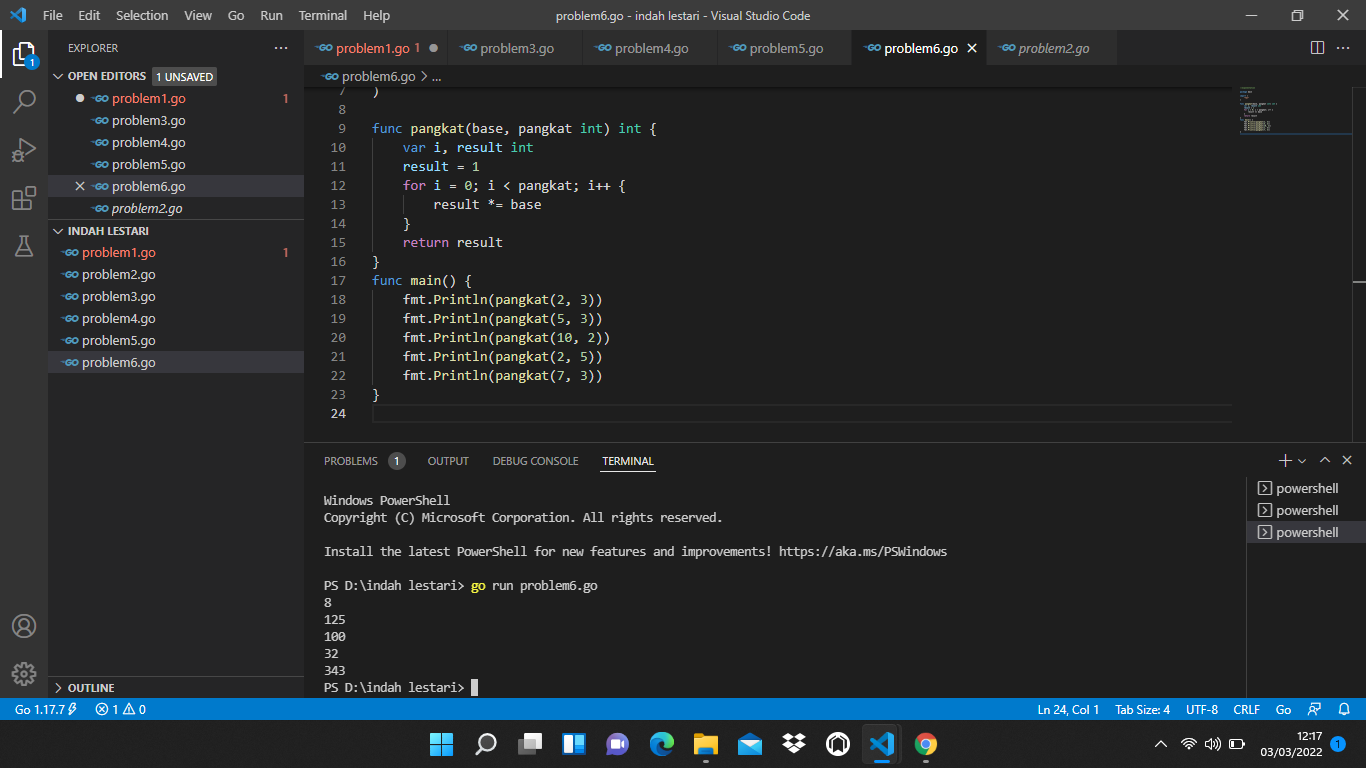 File Edit Selection View Go Run Terminal Help
problem6.go - indah lestari - Visual Studio Code
EXPLORER
OPEN EDITORS 1 UNSAVED
problem1.go 1
problem3.go
problem4.go
problem5.go
problem6.go
problem2.go
INDAH LESTARI
problem1.go 1
problem2.go
problem3.go
problem4.go
problem5.go
problem6.go
OUTLINE
problem1.go 1 problem3.go problem4.go problem5.go problem6.go problem2.go
problem6.go > ...
7 )
8
9 func pangkat(base, pangkat int) int {
10 var i, result int
11 result = 1
12 for i = 0; i < pangkat; i++ {
13 result *= base
14 }
15 return result
16 }
17 func main() {
18 fmt.Println(pangkat(2, 3))
19 fmt.Println(pangkat(5, 3))
20 fmt.Println(pangkat(10, 2))
21 fmt.Println(pangkat(2, 5))
22 fmt.Println(pangkat(7, 3))
23 }
24
PROBLEMS 1 OUTPUT DEBUG CONSOLE TERMINAL
Windows PowerShell
Copyright (C) Microsoft Corporation. All rights reserved.
Install the latest PowerShell for new features and improvements! https://aka.ms/PSWindows
PS D:\indah lestari> go run problem6.go
8
125
100
32
343
PS D:\indah lestari>
powershell
powershell
powershell
Go 1.17.7 1 0
Ln 24, Col 1 Tab Size: 4 UTF-8 CRLF Go
12:17
03/03/2022
1